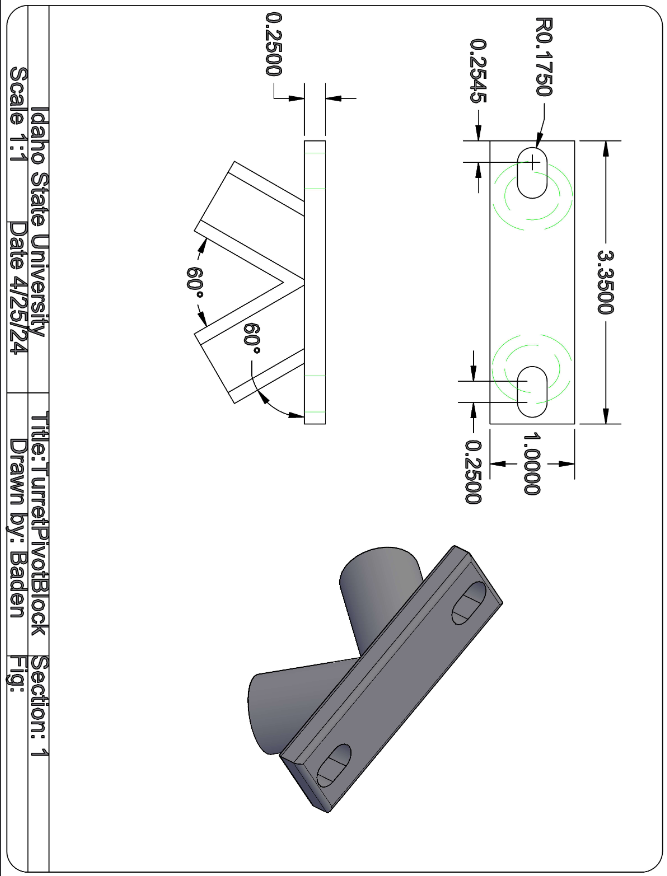 R0.1750
0.2545
3.3500
1.0000
0.2500
0.2500
60°
60°
Idaho State University
Title:TurretPivotBlock
Section: 1
Scale 1:1
Date 4/25/24
Drawn by: Baden
Fig: